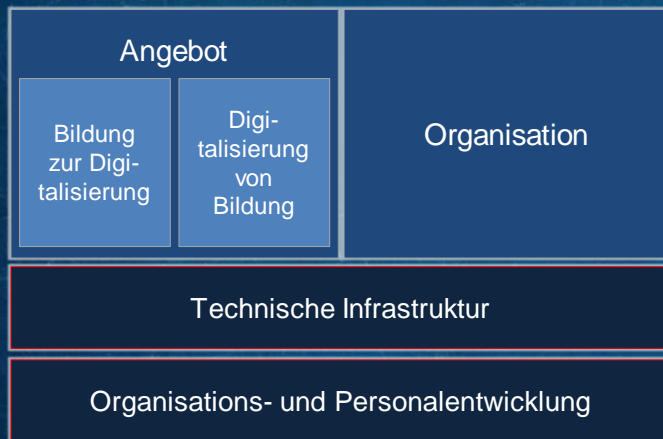 Angebot
Bildung
zur Digi-
talisierung
Digi-
talisierung
von
Bildung
Organisation
Technische Infrastruktur
Organisations- und Personalentwicklung